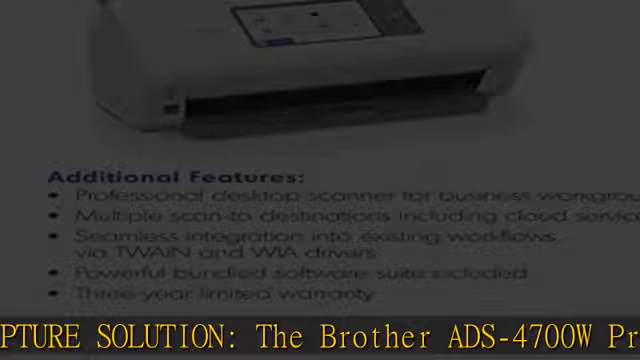 Additional Features:
• Professional desktop scanner for business workgrou
• Multiple scan-to destinations including cloud servic
• Seamless integration into existing workflows
via TWAIN and WIA drivers
• Powerful bundled software suite included
• Three-year limited warranty
PTURE SOLUTION: The Brother ADS-4700W Pr